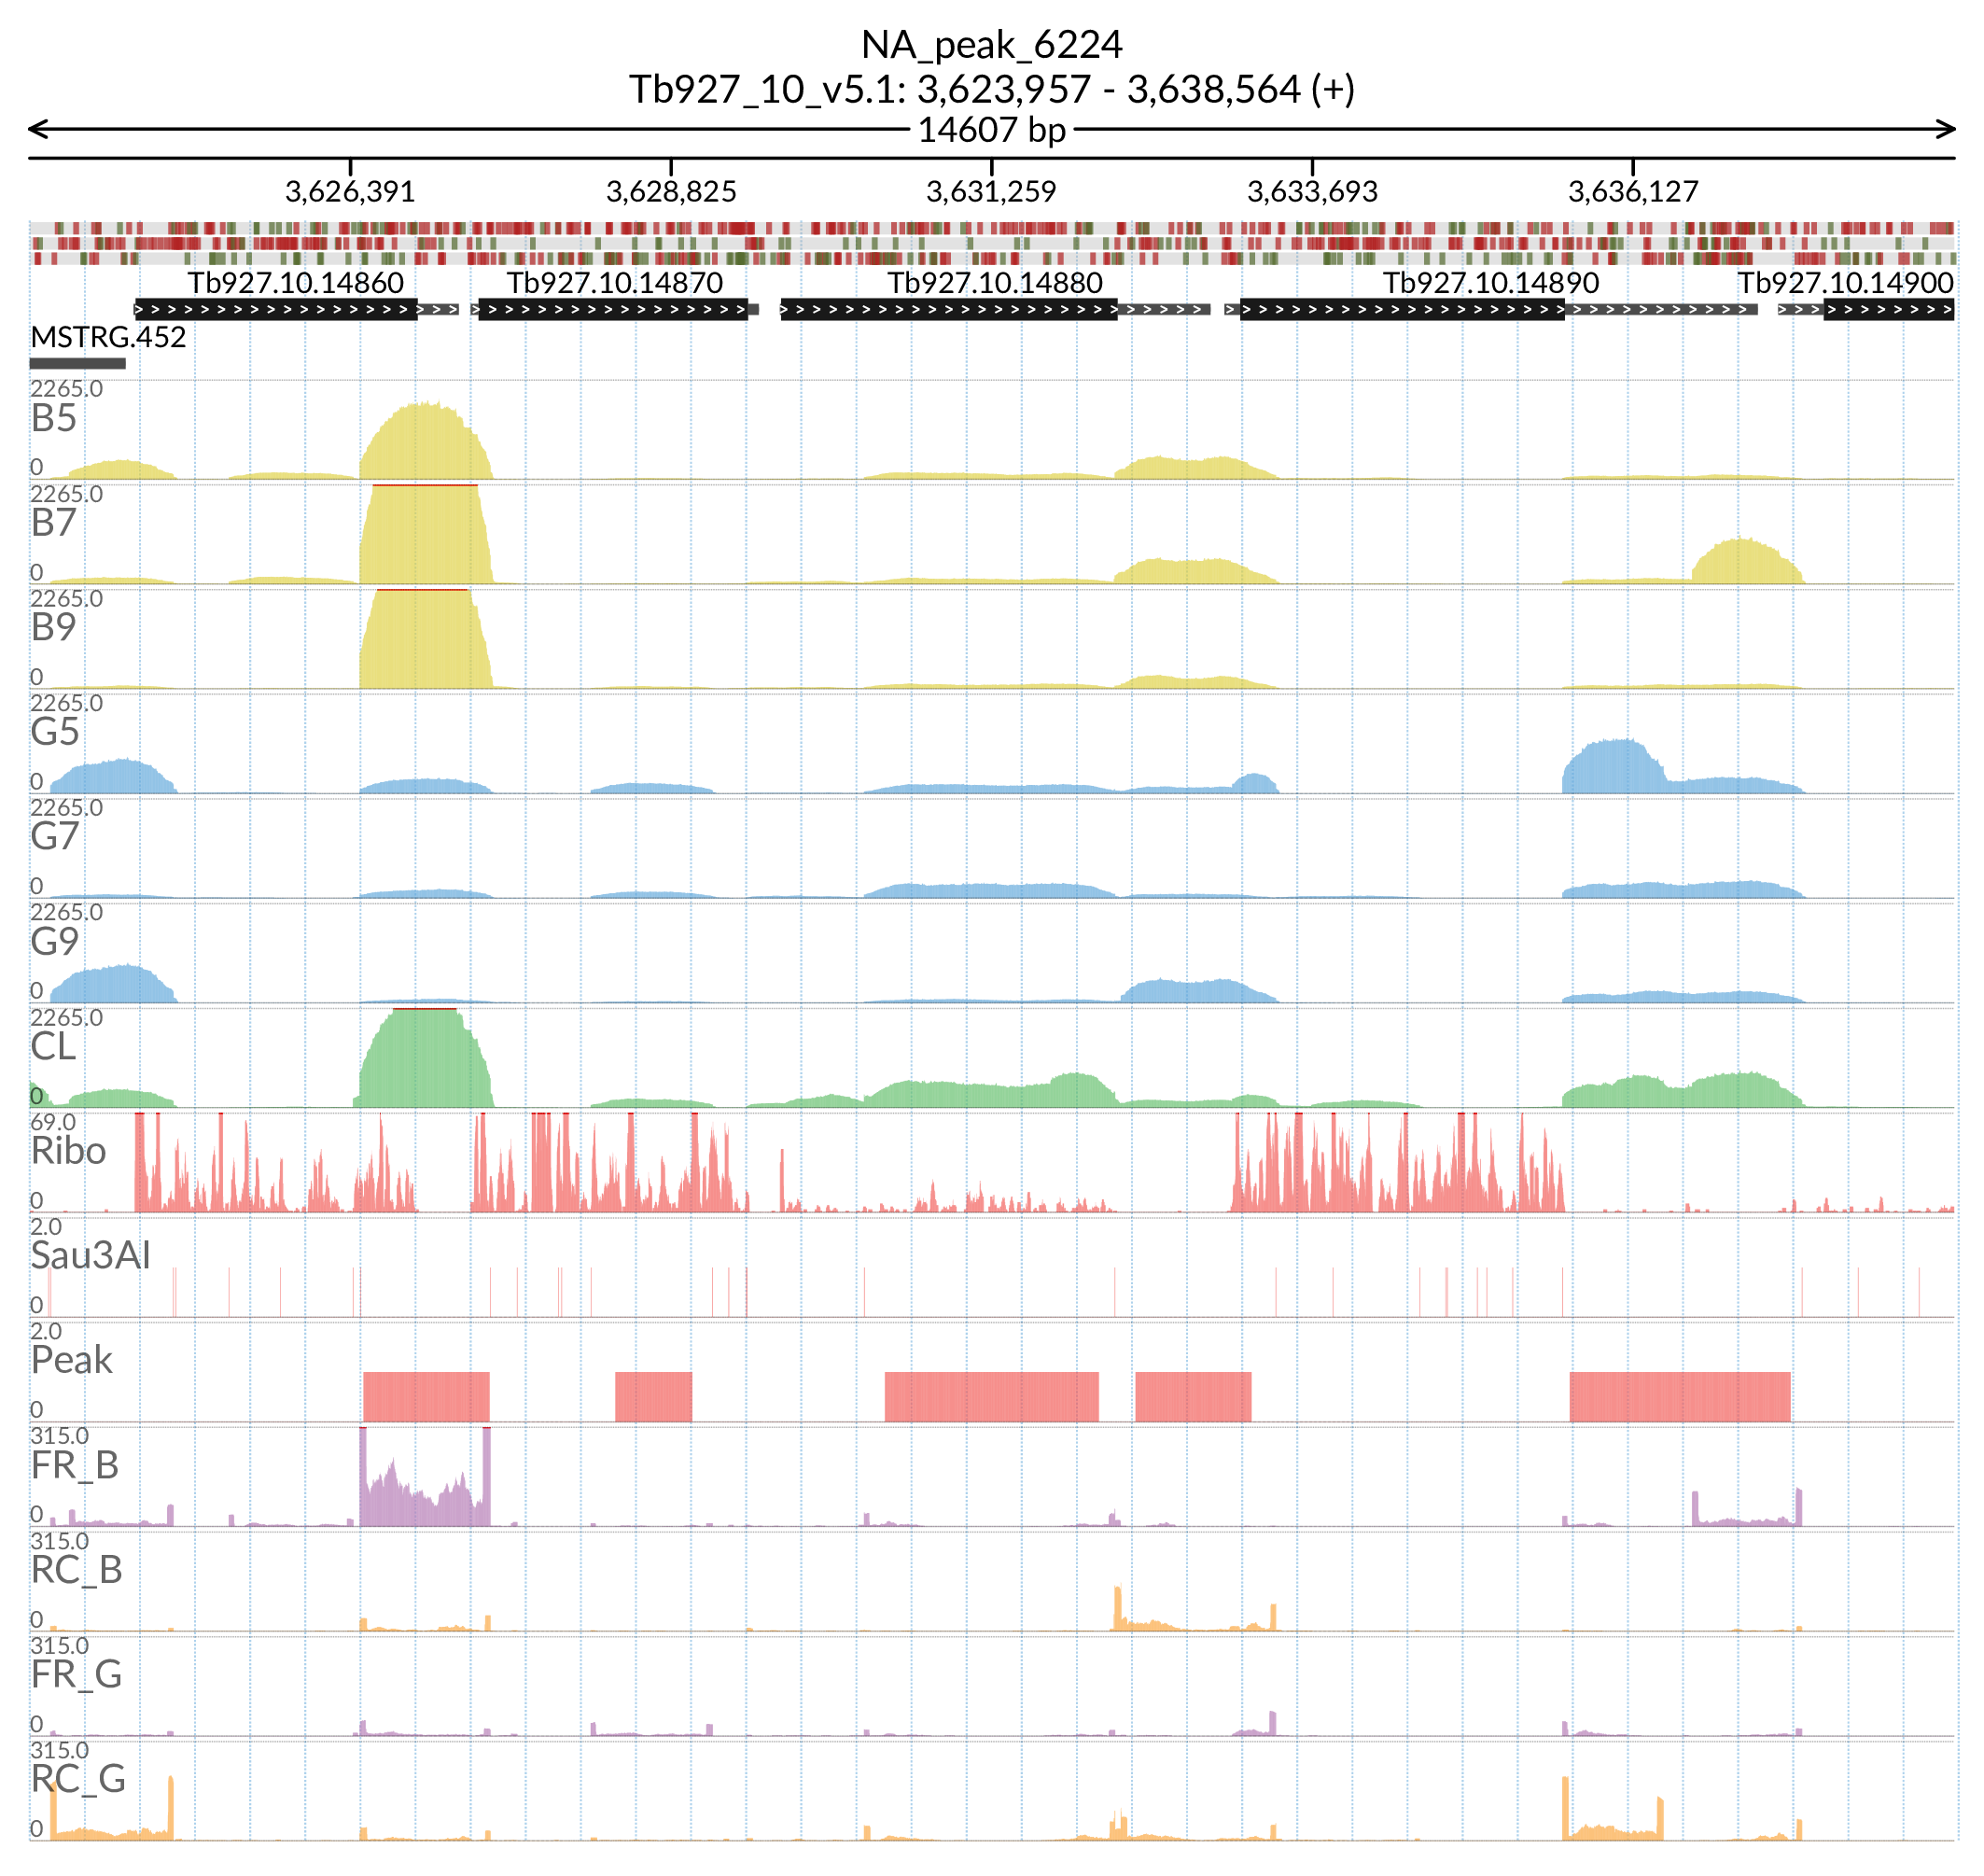 NA_peak_6224
Tb927_10_v5.1: 3,623,957 - 3,638,564 (+)
14607 bp
3,626,391 3,628,825 3,631,259 3,633,693 3,636,127
Tb927.10.14860 Tb927.10.14870 Tb927.10.14880 Tb927.10.14890 Tb927.10.14900
MSTRG.452
2265.0
B5
0
2265.0
B7
0
2265.0
B9
0
2265.0
G5
0
2265.0
G7
0
2265.0
G9
0
2265.0
CL
0
69.0
Ribo
0
2.0
Sau3AI
0
2.0
Peak
0
315.0
FR_B
0
315.0
RC_B
0
315.0
FR_G
0
315.0
RC_G
0